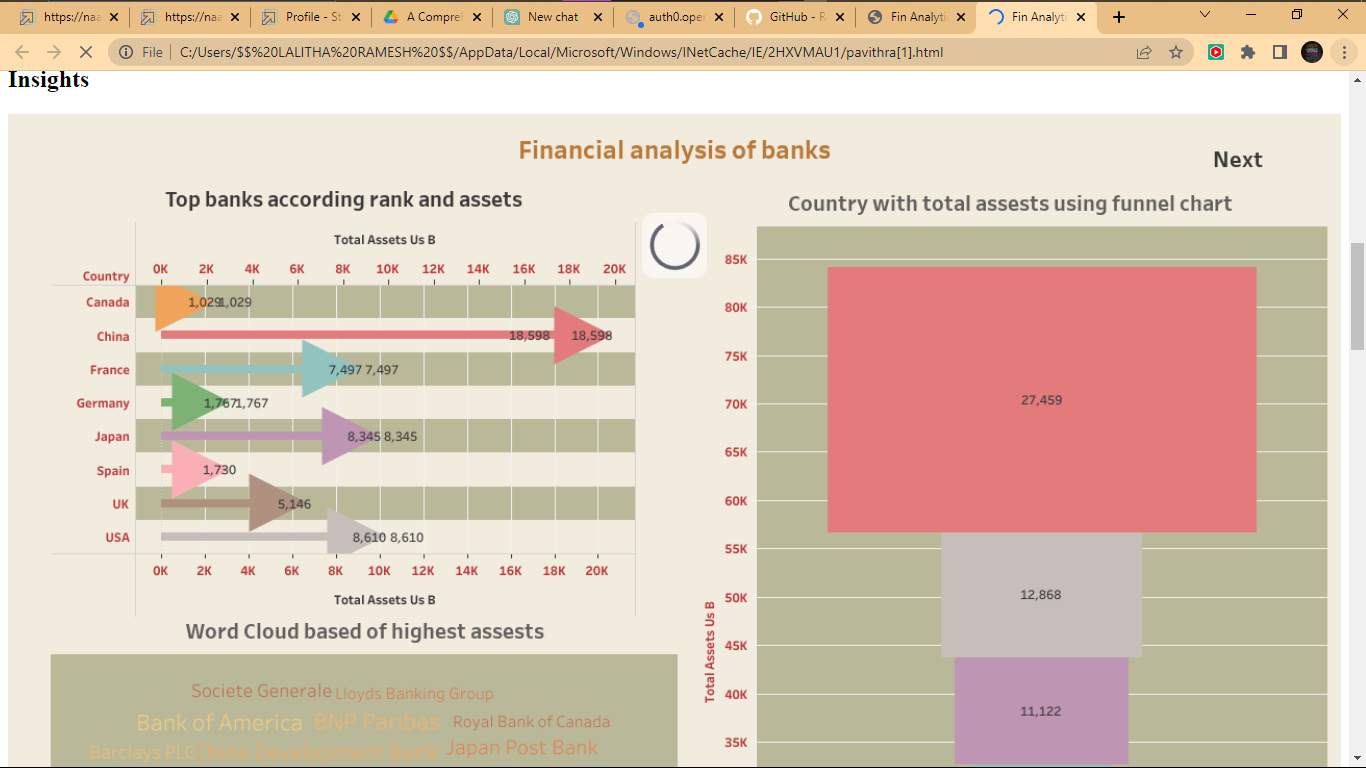 https://naa
https://naa
Profile - St
A Compre
New chat
auth0.oper
GitHub - R
Fin Analyti
Fin Analyti
File
C:/Users/$$%20LALITHA%20RAMESH%20$$/AppData/Local/Microsoft/Windows/INetCache/IE/2HXVMAU1/pavithra[1].html
Insights
Financial analysis of banks
Next
Top banks according rank and assets
Total Assets Us B
Country
0K 2K 4K 6K 8K 10K 12K 14K 16K 18K 20K
Canada 1,029 1,029
China 18,598 18,598
France 7,497 7,497
Germany 1,767 1,767
Japan 8,345 8,345
Spain 1,730
UK 5,146
USA 8,610 8,610
0K 2K 4K 6K 8K 10K 12K 14K 16K 18K 20K
Total Assets Us B
Word Cloud based of highest assests
Societe Generale Lloyds Banking Group
Bank of America BNP Paribas Royal Bank of Canada
Barclays PLC China Development Bank Japan Post Bank
Country with total assests using funnel chart
Total Assets Us B
85K
80K
75K
70K
65K
60K
55K
50K
45K
40K
35K
27,459
12,868
11,122